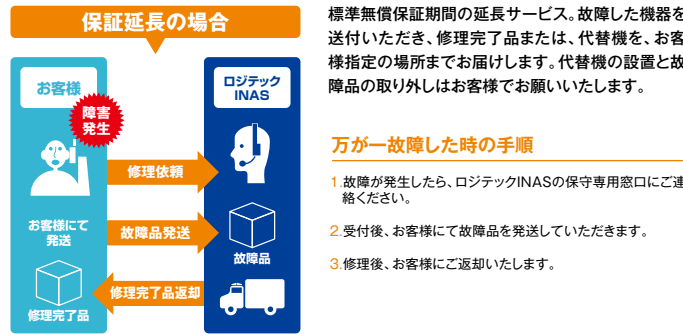 保証延長の場合
お客様
障害
発生
ロジテック
INAS
修理依頼
お客様にて
発送
故障品発送
故障品
修理完了品返却
修理完了品
標準無償保証期間の延長サービス。故障した機器を
送付いただき、修理完了品または、代替機を、お客
様指定の場所までお届けします。代替機の設置と故
障品の取り外しはお客様でお願いいたします。
万が一故障した時の手順
1.故障が発生したら、ロジテックINASの保守専用窓口にご連
絡ください。
2.受付後、お客様にて故障品を発送していただきます。
3.修理後、お客様にご返却いたします。